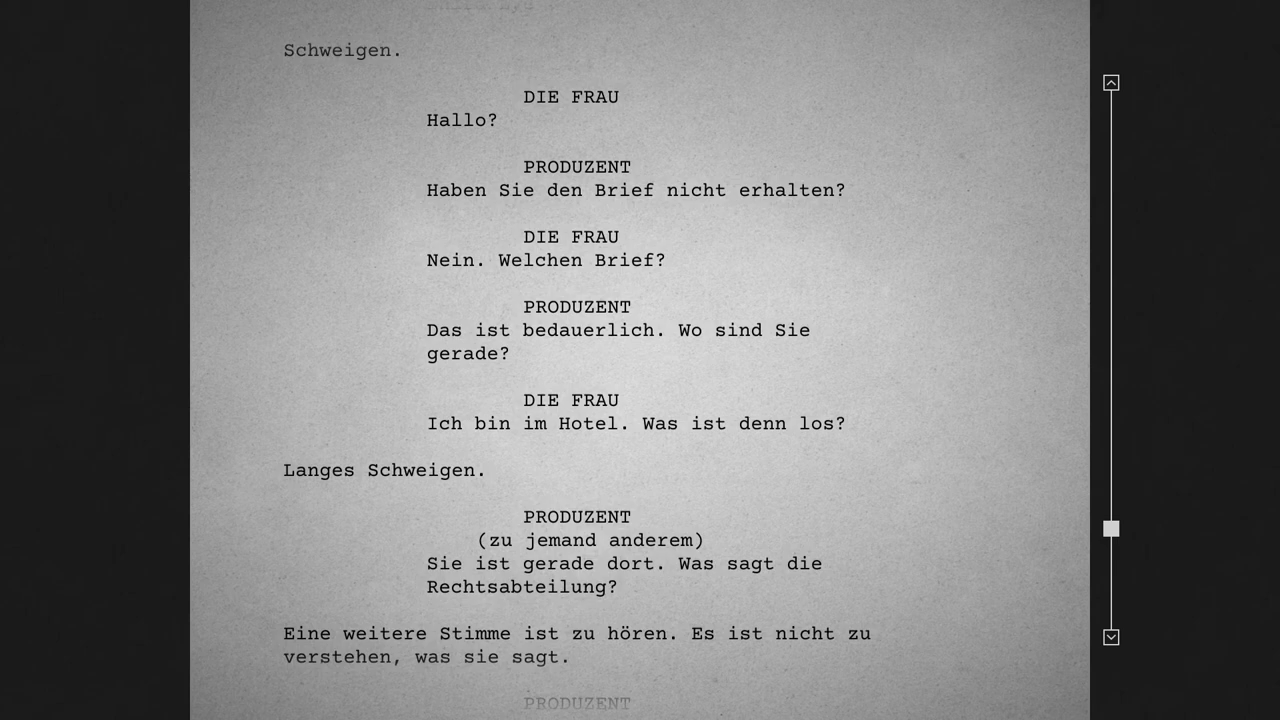 Schweigen.
DIE FRAU
Hallo?
PRODUZENT
Haben Sie den Brief nicht erhalten?
DIE FRAU
Nein. Welchen Brief?
PRODUZENT
Das ist bedauerlich. Wo sind Sie
gerade?
DIE FRAU
Ich bin im Hotel. Was ist denn los?
Langes Schweigen.
PRODUZENT
(zu jemand anderem)
Sie ist gerade dort. Was sagt die
Rechtsabteilung?
Eine weitere Stimme ist zu hören. Es ist nicht zu
verstehen, was sie sagt.
PRODUZENT